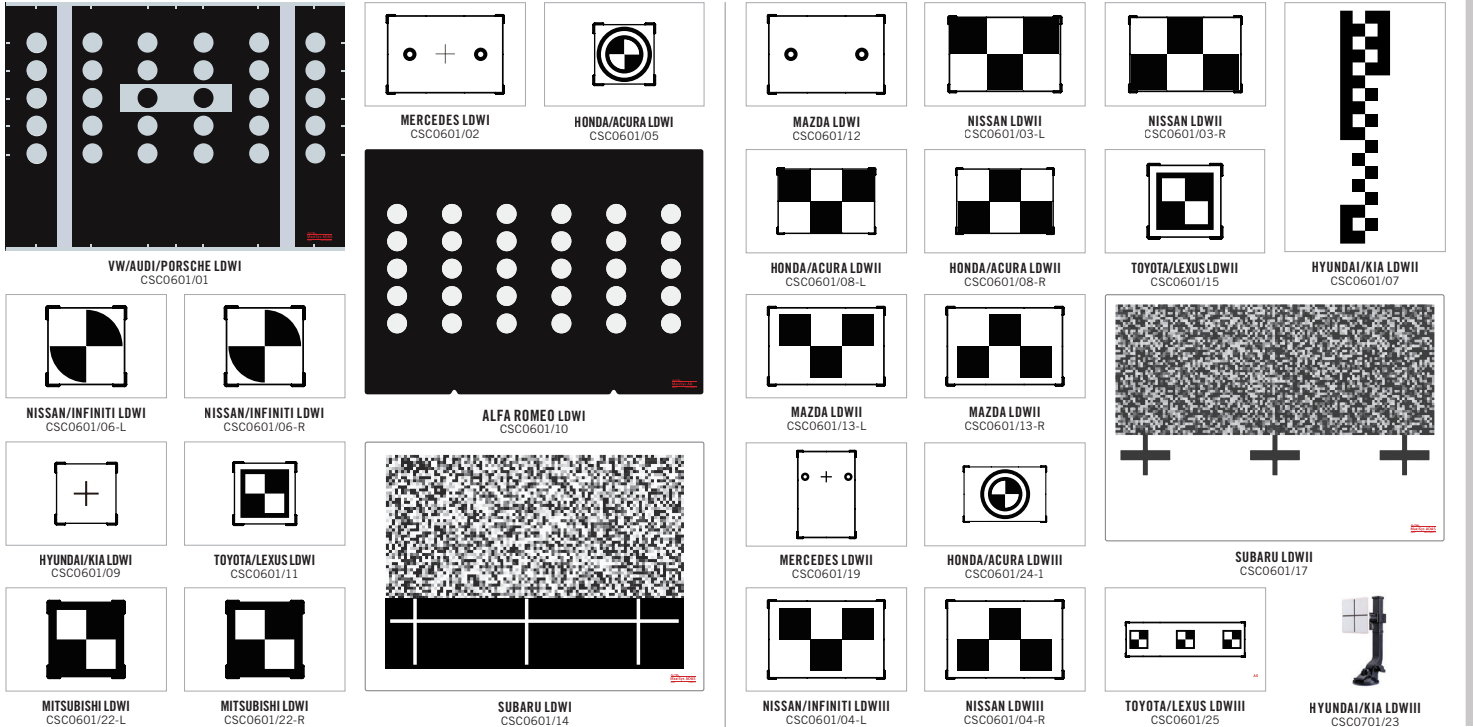 VW/AUDI/PORSCHE LDWI
CSC0601/01
MERCEDES LDWI
CSC0601/02
HONDA/ACURA LDWI
CSC0601/05
NISSAN/INFINITI LDWI
CSC0601/06-L
NISSAN/INFINITI LDWI
CSC0601/06-R
ALFA ROMEO LDWI
CSC0601/10
HYUNDAI/KIA LDWI
CSC0601/09
TOYOTA/LEXUS LDWI
CSC0601/11
MITSUBISHI LDWI
CSC0601/22-L
MITSUBISHI LDWI
CSC0601/22-R
SUBARU LDWI
CSC0601/14
MAZDA LDWI
CSC0601/12
NISSAN LDWII
CSC0601/03-L
NISSAN LDWII
CSC0601/03-R
HONDA/ACURA LDWII
CSC0601/08-L
HONDA/ACURA LDWII
CSC0601/08-R
TOYOTA/LEXUS LDWII
CSC0601/15
HYUNDAI/KIA LDWII
CSC0601/07
MAZDA LDWII
CSC0601/13-L
MAZDA LDWII
CSC0601/13-R
MERCEDES LDWII
CSC0601/19
HONDA/ACURA LDWIII
CSC0601/24-1
SUBARU LDWII
CSC0601/17
NISSAN/INFINITI LDWIII
CSC0601/04-L
NISSAN LDWIII
CSC0601/04-R
TOYOTA/LEXUS LDWIII
CSC0601/25
HYUNDAI/KIA LDWIII
CSC0701/23